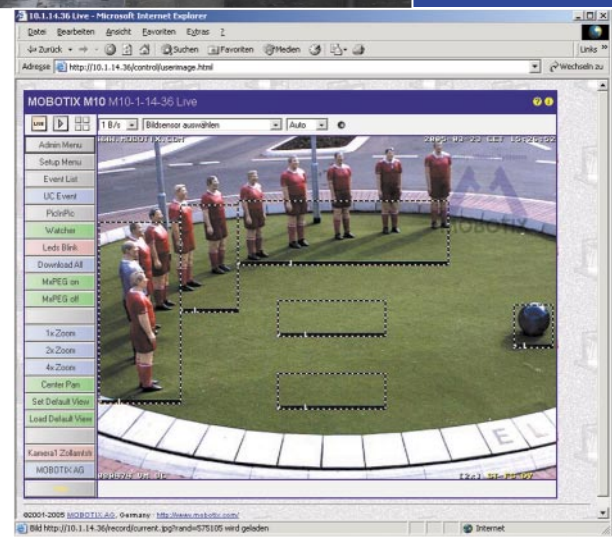 10.1.14.36 Live - Microsoft Internet Explorer
Datei Bearbeiten Ansicht Favoriten Extras ?
Zurück Suchen Favoriten Medien Links »
Adresse http://10.1.14.36/control/userimage.html Wechseln zu
MOBOTIX M10 M10-1-14-36 Live
LIVE 1 B/s Bildsensor auswählen Auto
Admin Menu
WWW.MOBOTIX.COM
Setup Menu
Event List
UC Event
PicInPic
MOBOTIX
Watcher
Leds Blink
Download All
MxPEG on
MxPEG off
1x Zoom
2x Zoom
4x Zoom
Center Pan
Set Default View
Load Default View
EL
MOBOTIX AG
©2001-2005 MOBOTIX AG, Germany · http://www.mobotix.com/
Bild http://10.1.14.36/record/current.jpg?rand=575105 wird geladen Internet